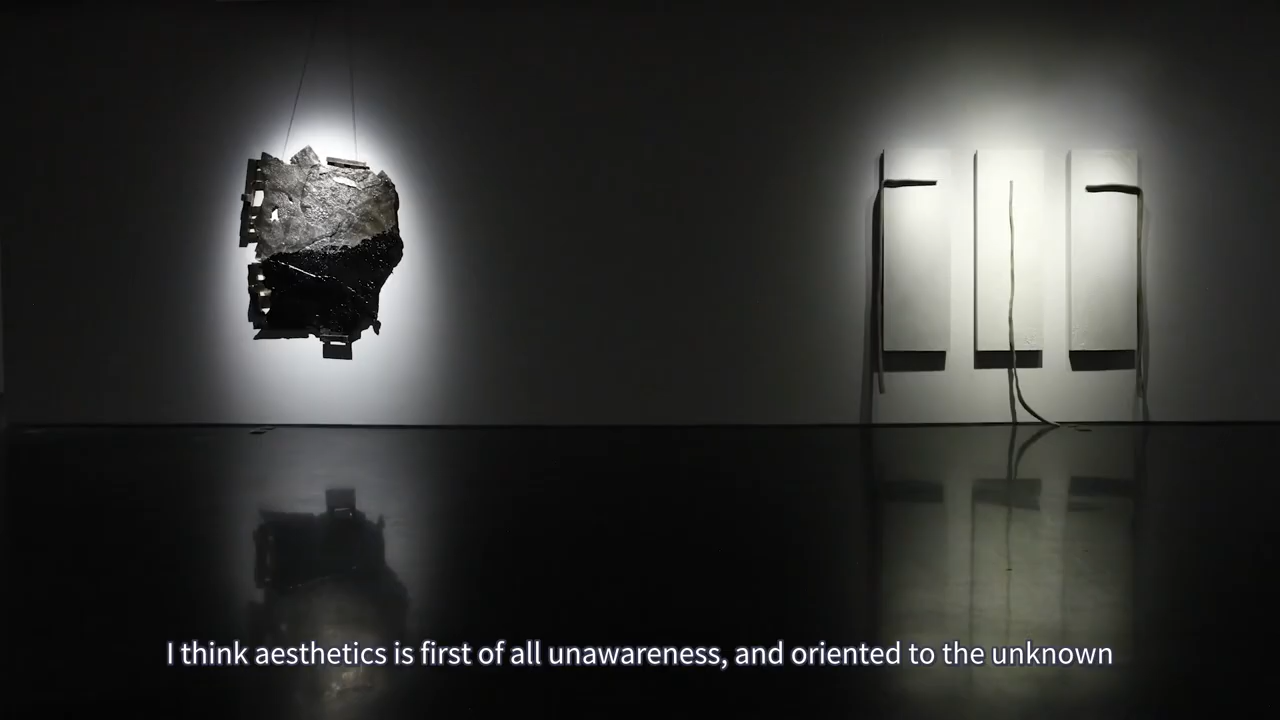 I think aesthetics is first of all unawareness, and oriented to the unknown